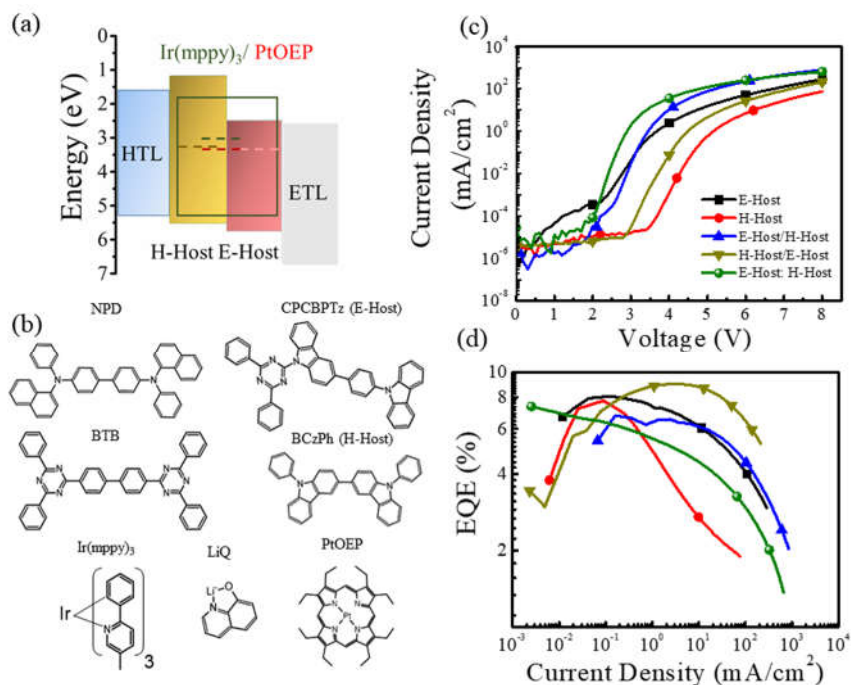 (a)
Ir(mppy)3/ PtOEP
0
1
2
3
4
5
6
7
Energy (eV)
HTL
ETL
H-Host E-Host
(b)
NPD
CPCBPTz (E-Host)
N
N
N
N
N
N
N
N
BTB
BCzPh (H-Host)
N
N
N
N
N
N
N
N
Ir(mppy)3
LiQ
PtOEP
Ir
N
3
Li
O
N
N
N
Pt
N
N
(c)
10^4
10^2
10^0
10^-2
10^-4
10^-6
10^-8
Current Density
(mA/cm2)
E-Host
H-Host
E-Host/H-Host
H-Host/E-Host
E-Host: H-Host
0 1 2 3 4 5 6 7 8
Voltage (V)
(d)
10
8
6
4
2
EQE (%)
10^-3 10^-2 10^-1 10^0 10^1 10^2 10^3 10^4
Current Density (mA/cm2)